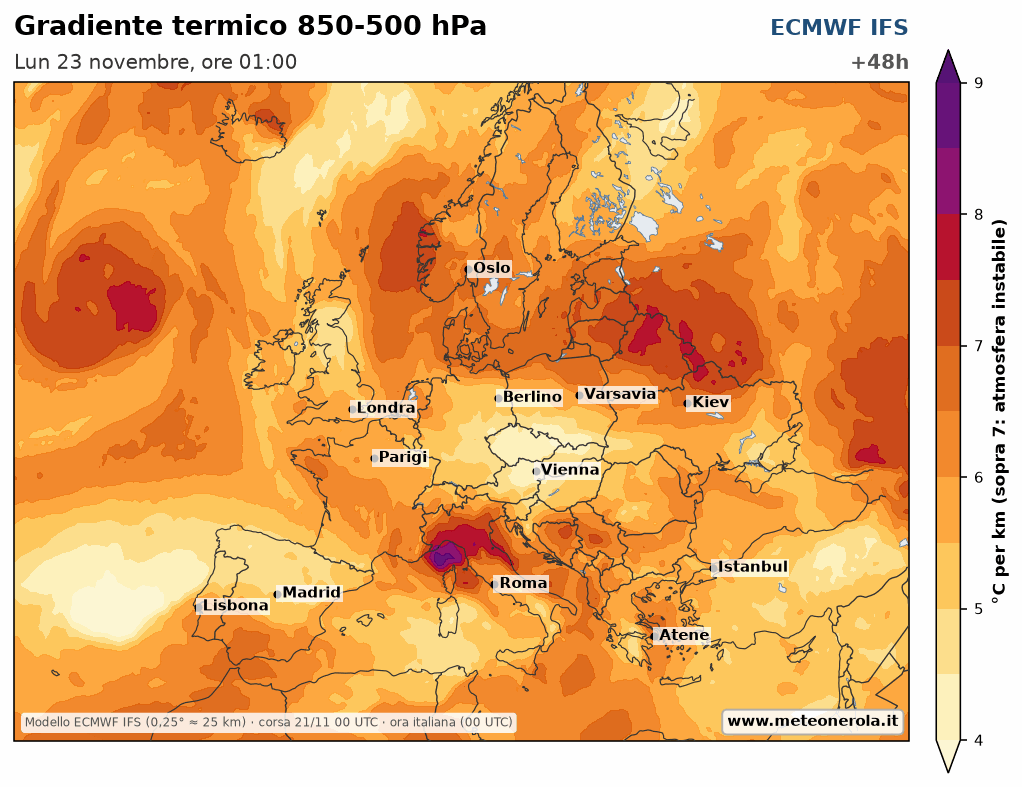 Gradiente termico 850-500 hPa
ECMWF IFS
Lun 23 novembre, ore 01:00
+48h
9
8
7
6
5
4
°C per km (sopra 7: atmosfera instabile)
Oslo
Berlino
Varsavia
Kiev
Londra
Parigi
Vienna
Istanbul
Roma
Madrid
Lisbona
Atene
Modello ECMWF IFS (0,25° ≈ 25 km) · corsa 21/11 00 UTC · ora italiana (00 UTC)
www.meteonerola.it